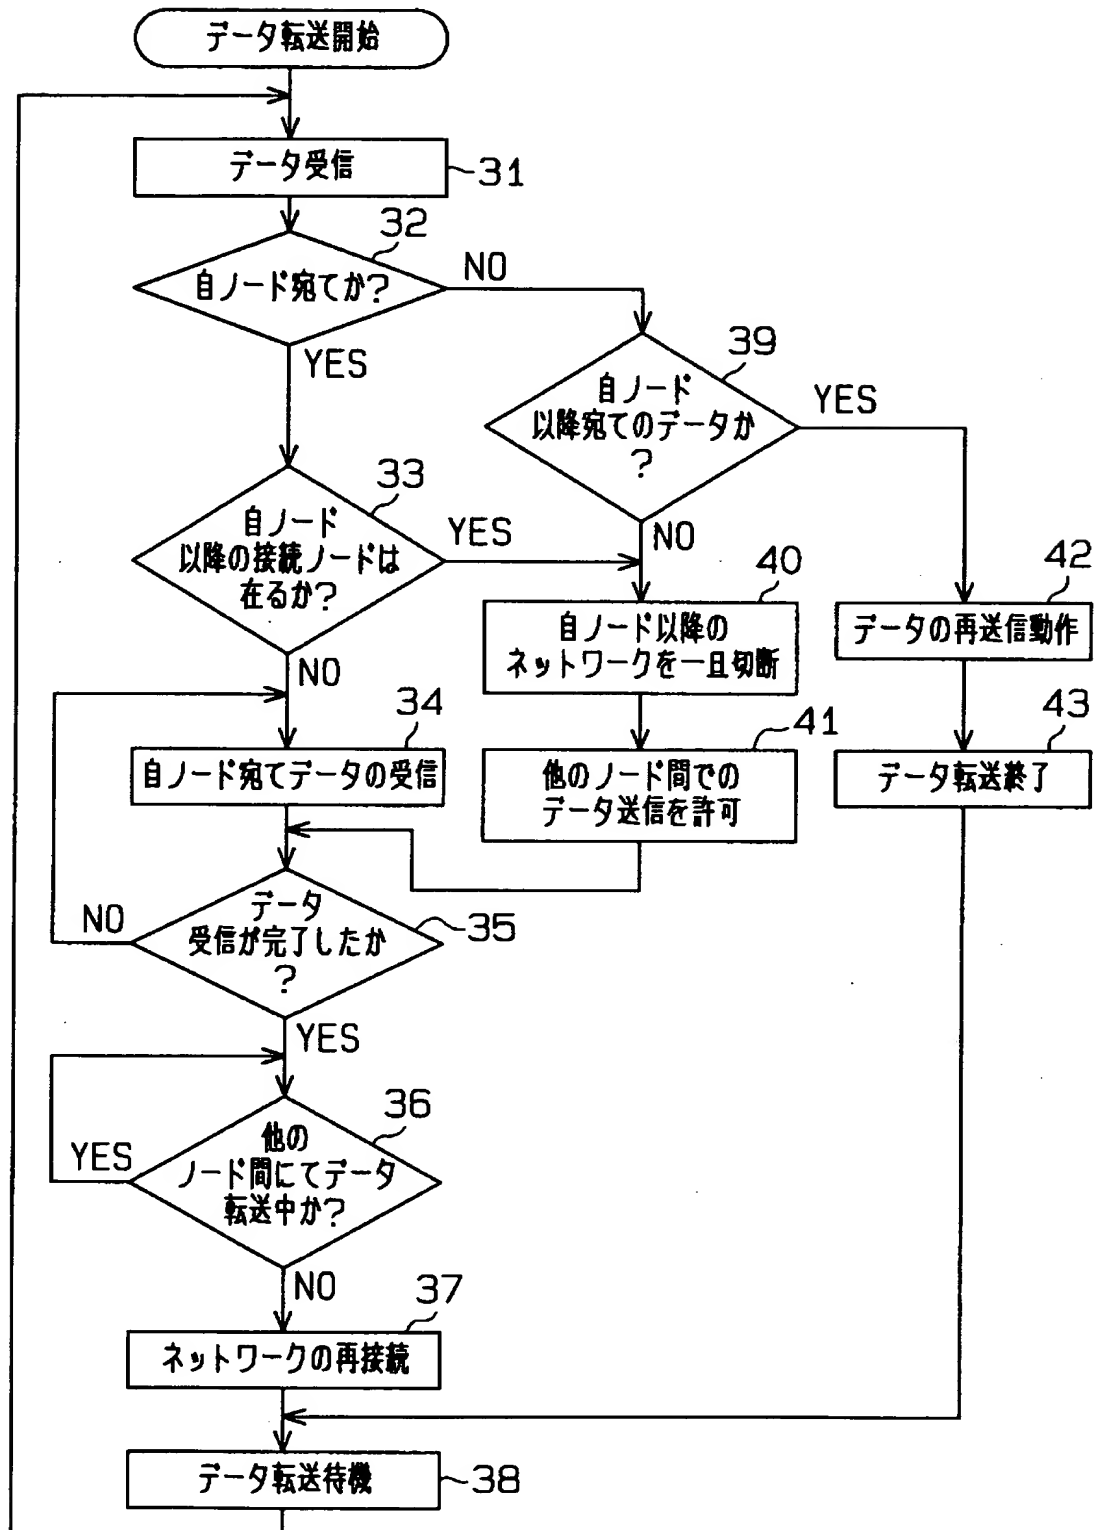 データ転送開始
データ受信
31
32
自ノード宛てか?
NO
YES
39
自ノード
以降宛てのデータか
?
YES
NO
33
自ノード
以降の接続ノードは
在るか?
YES
NO
40
自ノード以降の
ネットワークを一旦切断
42
データの再送信動作
34
自ノード宛てデータの受信
41
他のノード間での
データ送信を許可
43
データ転送終了
データ
受信が完了したか
?
35
NO
YES
36
他の
ノード間にてデータ
転送中か?
YES
NO
37
ネットワークの再接続
データ転送待機
38